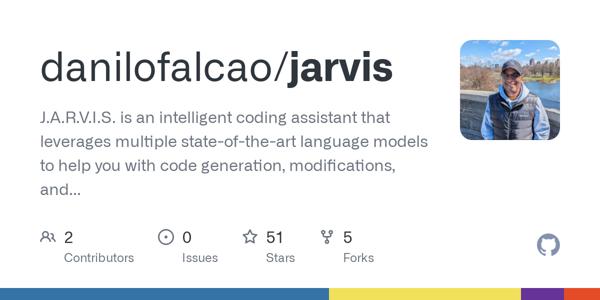 danilofalcao/jarvis
J.A.R.V.I.S. is an intelligent coding assistant that
leverages multiple state-of-the-art language models
to help you with code generation, modifications,
and...
2 0 51 5
Contributors Issues Stars Forks